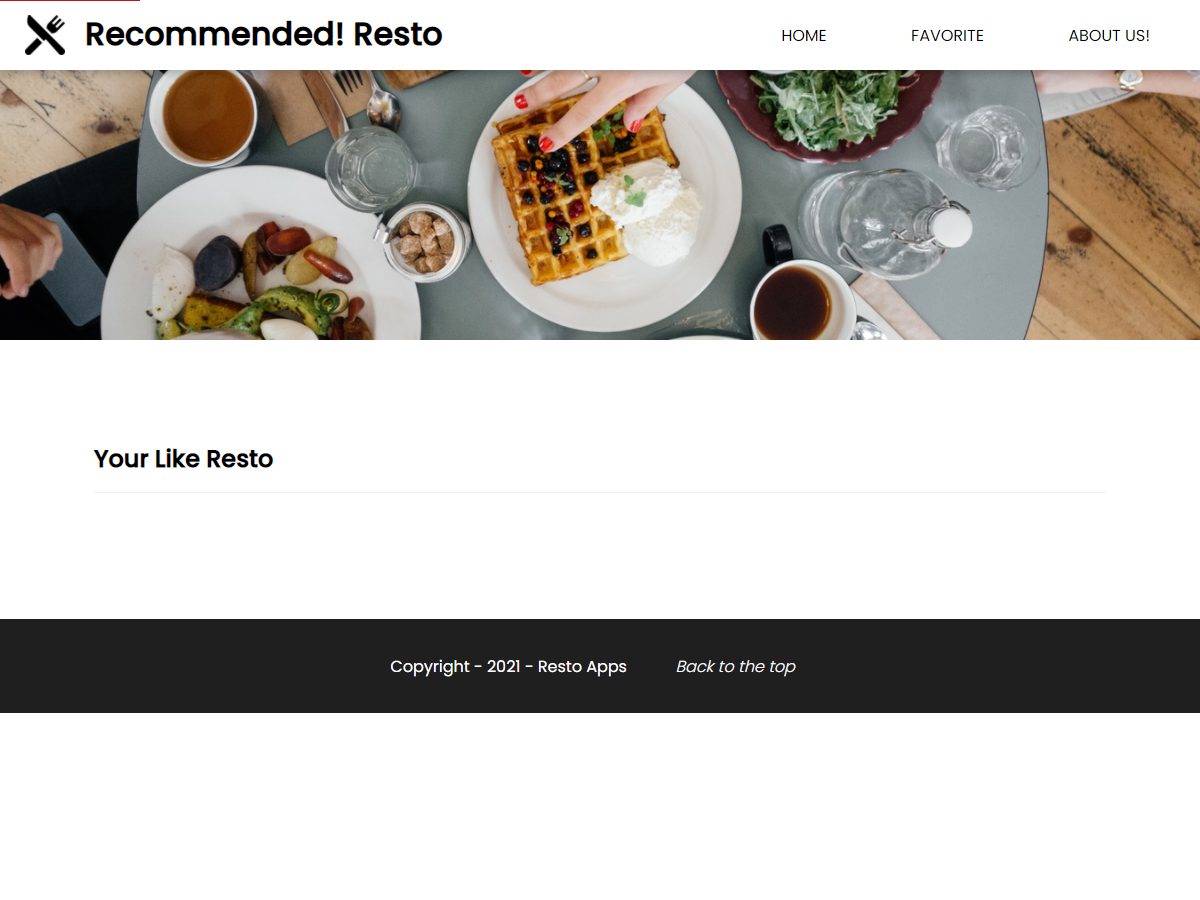 Recommended! Resto
HOME
FAVORITE
ABOUT US!
Your Like Resto
Copyright - 2021 - Resto Apps
Back to the top